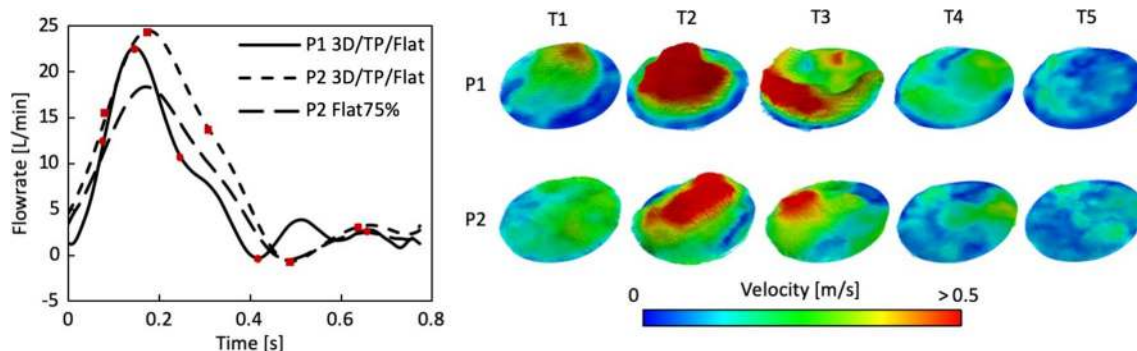 25
20
15
10
5
0
-5
Flowrate [L/min]
0
0.2
0.4
0.6
0.8
Time [s]
P1 3D/TP/Flat
P2 3D/TP/Flat
P2 Flat75%
T1 T2 T3 T4 T5
P1
P2
0 Velocity [m/s] > 0.5